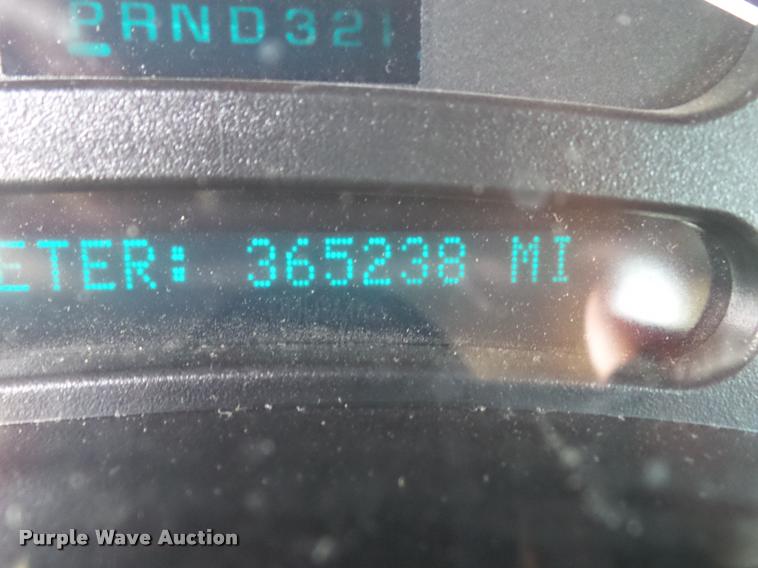 PRND321
ETER: 365238 MI
Purple Wave Auction